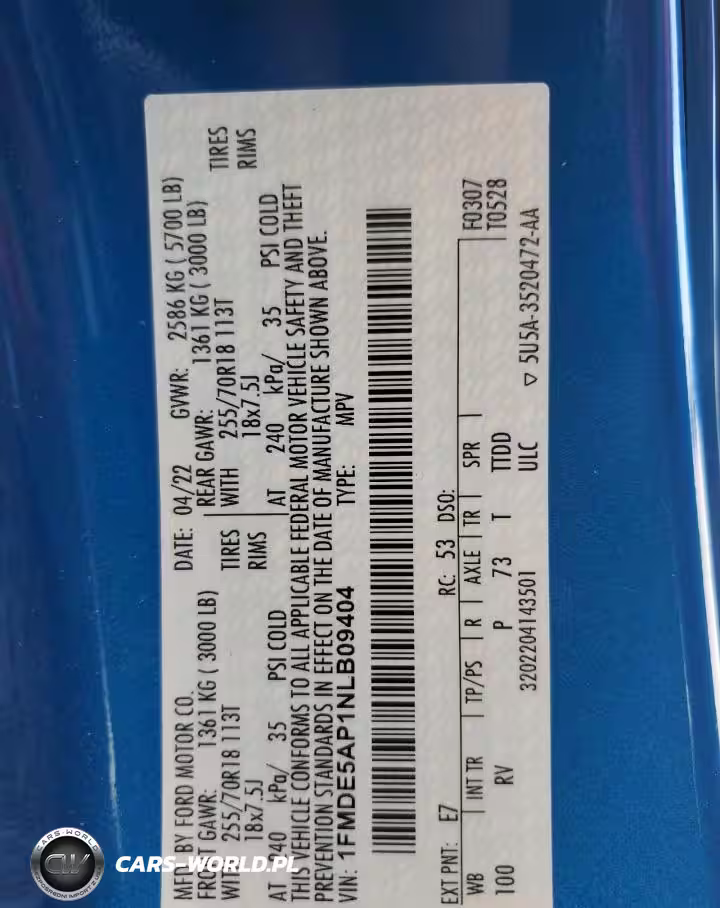 MFD BY FORD MOTOR CO.
DATE: 04/22 GVWR: 2586 KG ( 5700 LB)
FRONT GAWR: 1361 KG ( 3000 LB)
REAR GAWR: 1361 KG ( 3000 LB)
WITH 255/70R18 113T TIRES
WITH 255/70R18 113T TIRES
18x7.5J RIMS
18x7.5J RIMS
AT 240 kPa/ 35 PSI COLD
AT 240 kPa/ 35 PSI COLD
THIS VEHICLE CONFORMS TO ALL APPLICABLE FEDERAL MOTOR VEHICLE SAFETY AND THEFT
PREVENTION STANDARDS IN EFFECT ON THE DATE OF MANUFACTURE SHOWN ABOVE.
VIN: 1FMDE5AP1NLB09404 TYPE: MPV
F0307
T0528
EXT PNT: E7 RC: 53 DSO:
WB INT TR TP/PS R AXLE TR SPR
100 RV P 73 T TTDD
3202204143501 ULC ▽ 5U5A-3520472-AA
CARS-WORLD
CW
CARS-WORLD.PL